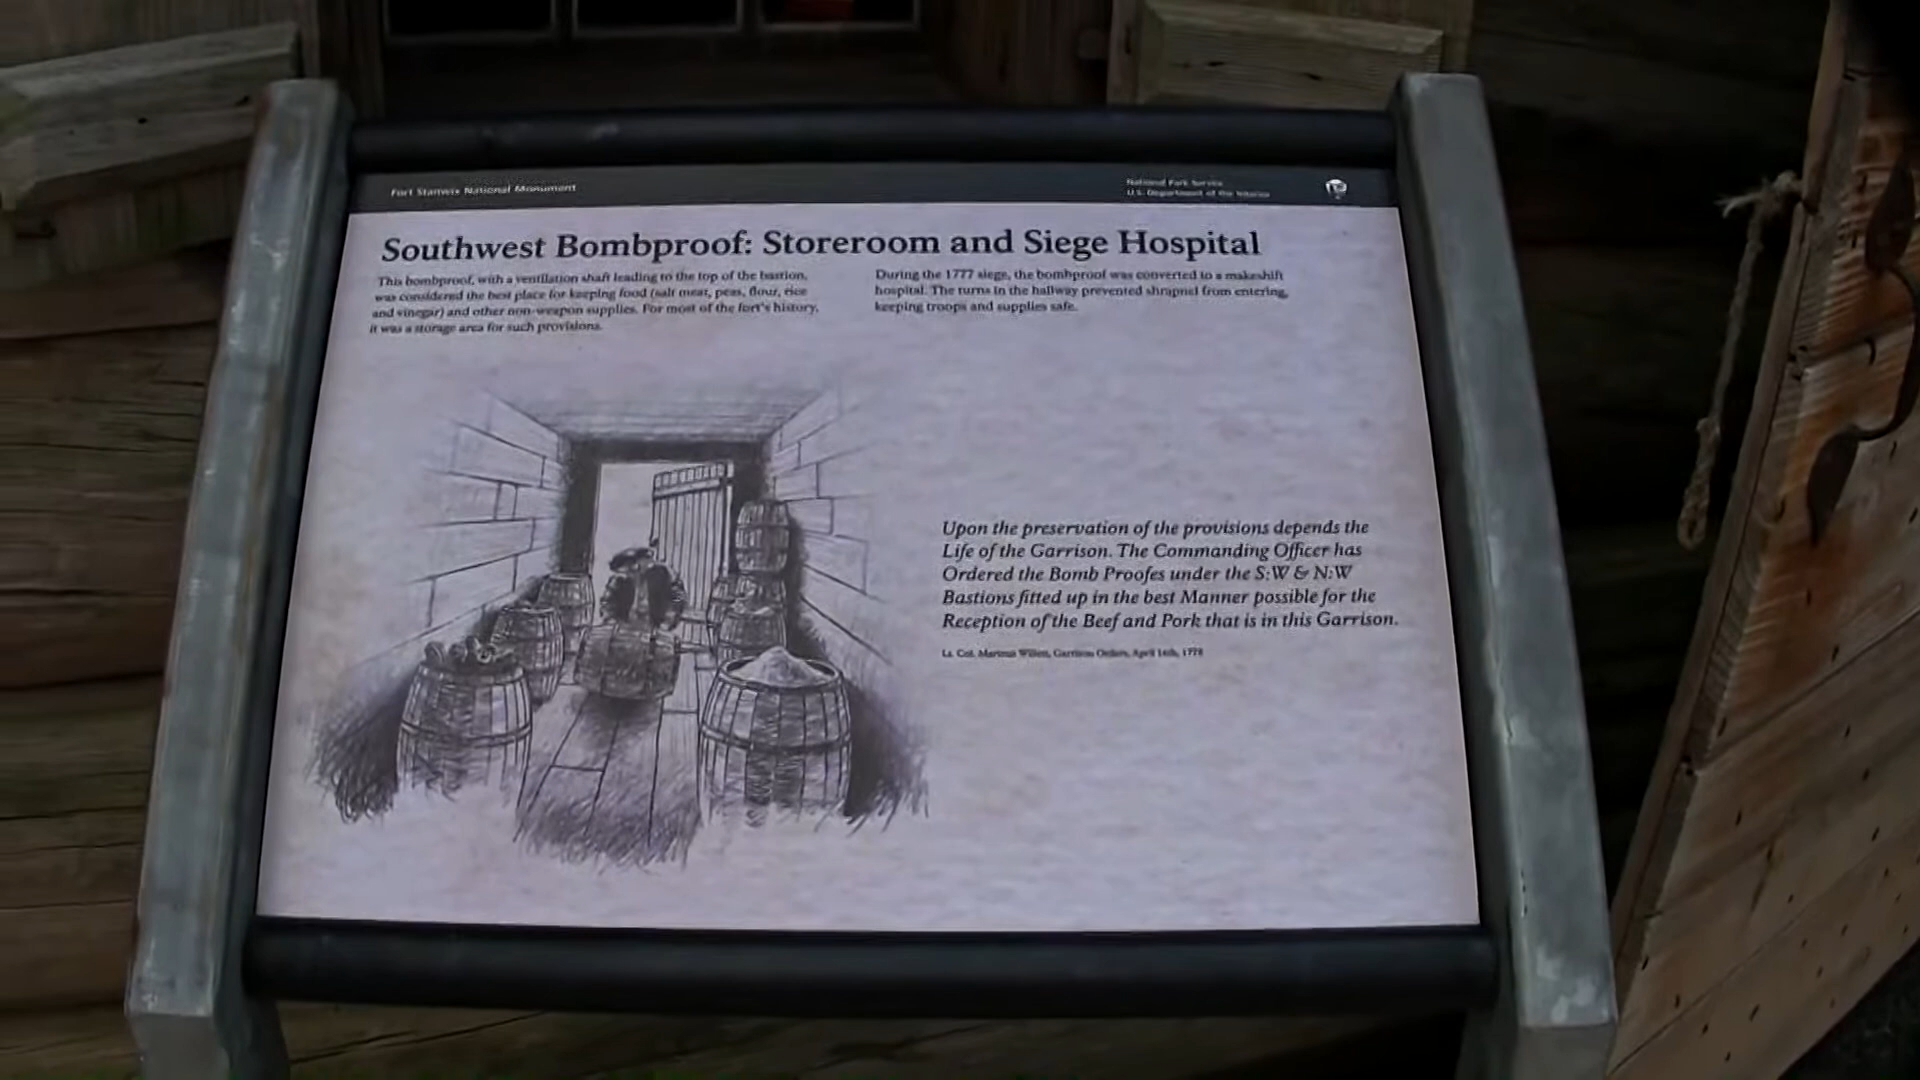 Fort Stanwix National Monument
National Park Service
U.S. Department of the Interior
Southwest Bombproof: Storeroom and Siege Hospital
This bombproof, with a ventilation shaft leading to the top of the bastion,
was considered the best place for keeping food (salt meat, peas, flour, rice
and vinegar) and other non-weapon supplies. For most of the fort's history,
it was a storage area for such provisions.
During the 1777 siege, the bombproof was converted to a makeshift
hospital. The turns in the hallway prevented shrapnel from entering,
keeping troops and supplies safe.
Upon the preservation of the provisions depends the
Life of the Garrison. The Commanding Officer has
Ordered the Bomb Proofes under the S:W & N:W
Bastions fitted up in the best Manner possible for the
Reception of the Beef and Pork that is in this Garrison.
Lt. Col. Marinus Willett, Garrison Orders, April 16th, 1778